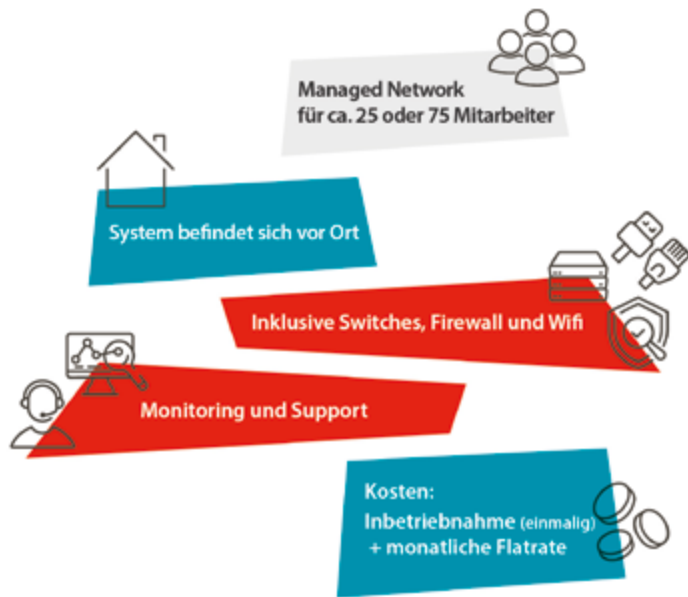 Managed Network
für ca. 25 oder 75 Mitarbeiter
System befindet sich vor Ort
Inklusive Switches, Firewall und Wifi
Monitoring und Support
Kosten:
Inbetriebnahme (einmalig)
+ monatliche Flatrate